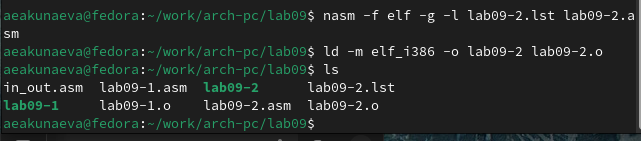 aeakunaeva@fedora:~/work/arch-pc/lab09$ nasm -f elf -g -l lab09-2.lst lab09-2.a
sm
aeakunaeva@fedora:~/work/arch-pc/lab09$ ld -m elf_i386 -o lab09-2 lab09-2.o
aeakunaeva@fedora:~/work/arch-pc/lab09$ ls
in_out.asm  lab09-1.asm  lab09-2      lab09-2.lst
lab09-1     lab09-1.o    lab09-2.asm  lab09-2.o
aeakunaeva@fedora:~/work/arch-pc/lab09$